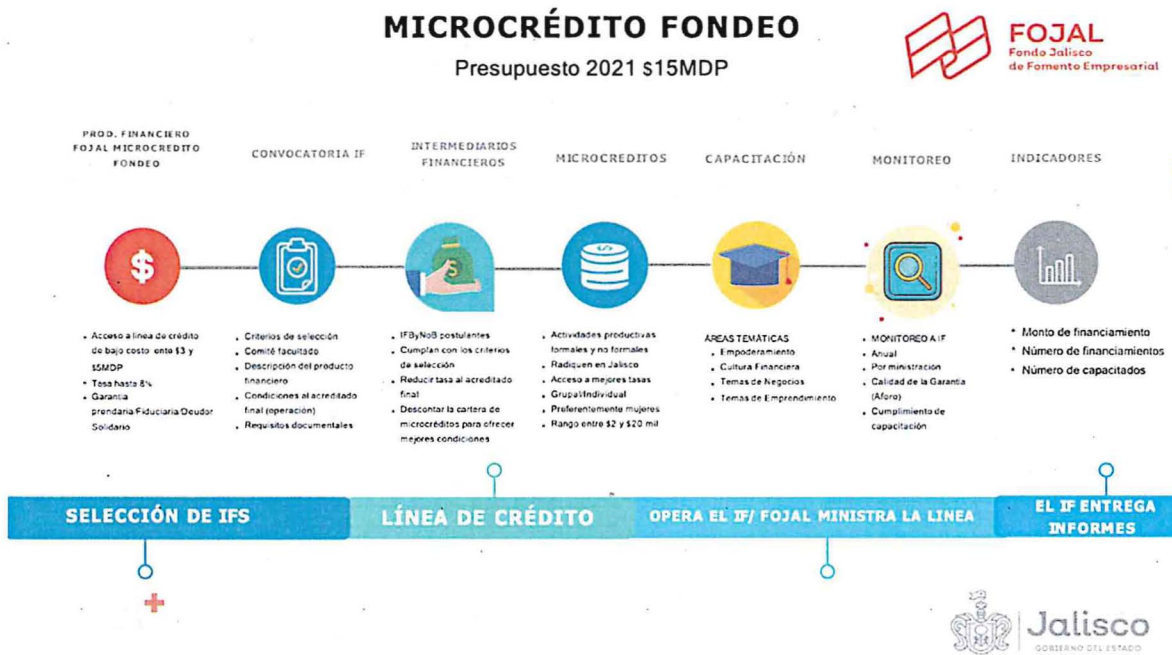 MICROCRÉDITO FONDEO
Presupuesto 2021 $15MDP
FOJAL
Fondo Jalisco
de Fomento Empresarial
PROD. FINANCIERO
FOJAL MICROCREDITO
FONDEO
CONVOCATORIA IF
INTERMEDIARIOS
FINANCIEROS
MICROCREDITOS
CAPACITACIÓN
MONITOREO
INDICADORES
• Acceso a línea de crédito
de bajo costo ente $3 y
$5MDP
• Tasa hasta 8%
• Garantía
prendaria/Fiduciaria/Deudor
Solidario
• Criterios de selección
• Comité facultado
• Descripción del producto
financiero
• Condiciones al acreditado
final (operación)
• Requisitos documentales
• IFByNoB postulantes
• Cumplan con los criterios
de selección
• Reducir tasa al acreditado
final
• Descontar la cartera de
microcréditos para ofrecer
mejores condiciones
• Actividades productivas
formales y no formales
• Radiquen en Jalisco
• Acceso a mejores tasas
• Grupal/Individual
• Preferentemente mujeres
• Rango entre $2 y $20 mil
AREAS TEMÁTICAS
• Empoderamiento
• Cultura Financiera
• Temas de Negocios
• Temas de Emprendimiento
• MONITOREO A IF
• Anual
• Por ministración
• Calidad de la Garantía
(Aforo)
• Cumplimiento de
capacitación
• Monto de financiamiento
• Número de financiamientos
• Número de capacitados
SELECCIÓN DE IFS
LÍNEA DE CRÉDITO
OPERA EL IF/ FOJAL MINISTRA LA LINEA
EL IF ENTREGA
INFORMES
Jalisco
GOBIERNO DEL ESTADO